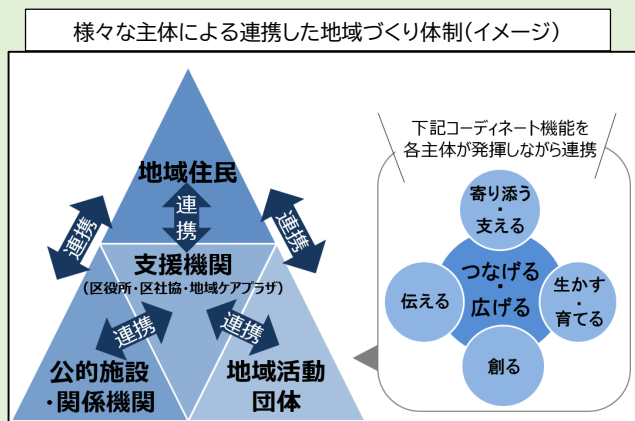 様々な主体による連携した地域づくり体制(イメージ)
地域住民
連携
連携
連携
支援機関
(区役所・区社協・地域ケアプラザ)
連携
連携
公的施設
・関係機関
地域活動
団体
下記コーディネート機能を
各主体が発揮しながら連携
寄り添う
・
支える
つなげる
・
広げる
伝える
生かす
・
育てる
創る